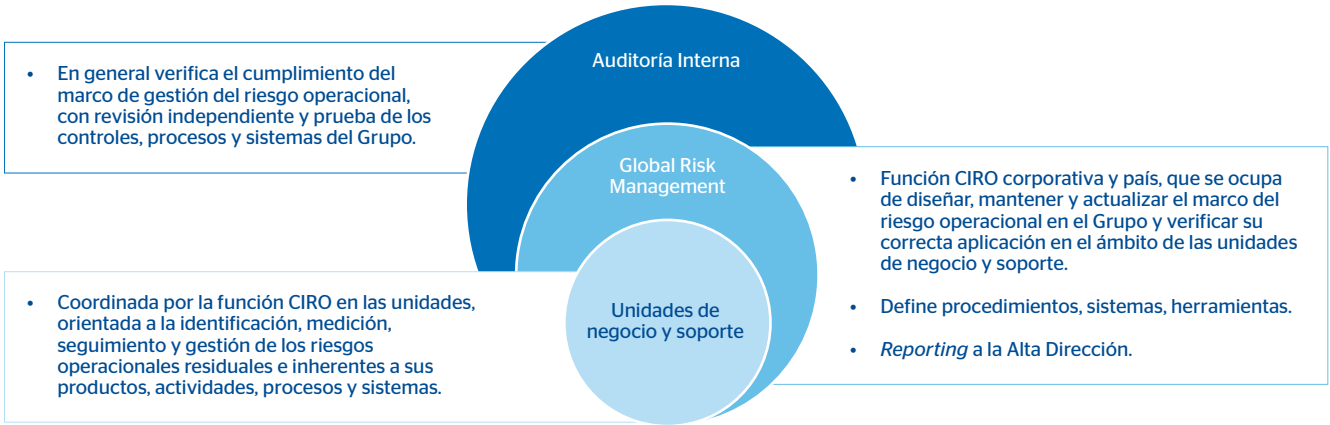 Auditoría Interna
• En general verifica el cumplimiento del
marco de gestión del riesgo operacional,
con revisión independiente y prueba de los
controles, procesos y sistemas del Grupo.
Global Risk
Management
• Función CIRO corporativa y país, que se ocupa
de diseñar, mantener y actualizar el marco del
riesgo operacional en el Grupo y verificar su
correcta aplicación en el ámbito de las unidades
de negocio y soporte.
• Define procedimientos, sistemas, herramientas.
• Reporting a la Alta Dirección.
Unidades de
negocio y soporte
• Coordinada por la función CIRO en las unidades,
orientada a la identificación, medición,
seguimiento y gestión de los riesgos
operacionales residuales e inherentes a sus
productos, actividades, procesos y sistemas.